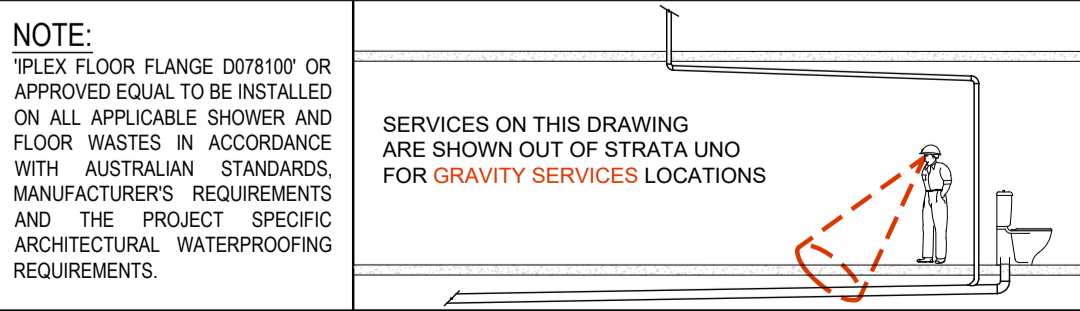 NOTE:
'IPLEX FLOOR FLANGE D078100' OR
APPROVED EQUAL TO BE INSTALLED
ON ALL APPLICABLE SHOWER AND
FLOOR WASTES IN ACCORDANCE
WITH AUSTRALIAN STANDARDS,
MANUFACTURER'S REQUIREMENTS
AND THE PROJECT SPECIFIC
ARCHITECTURAL WATERPROOFING
REQUIREMENTS.
SERVICES ON THIS DRAWING
ARE SHOWN OUT OF STRATA UNO
FOR GRAVITY SERVICES LOCATIONS